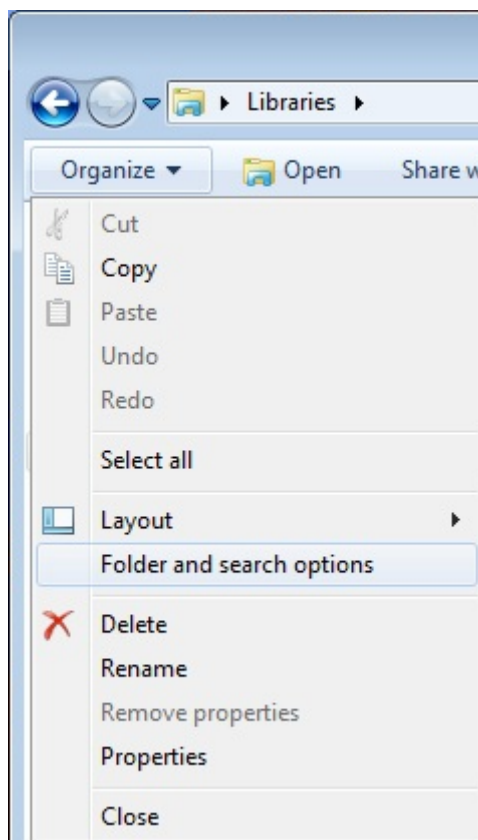 Libraries
Organize Open Share w
Cut
Copy
Paste
Undo
Redo
Select all
Layout
Folder and search options
Delete
Rename
Remove properties
Properties
Close